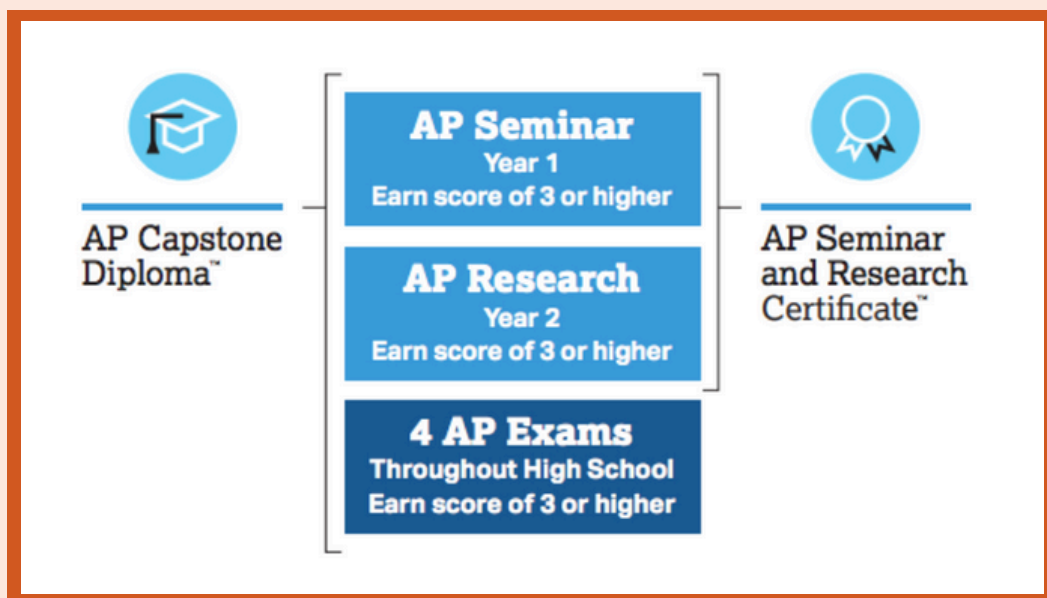 AP Capstone
Diploma™
AP Seminar
Year 1
Earn score of 3 or higher
AP Research
Year 2
Earn score of 3 or higher
4 AP Exams
Throughout High School
Earn score of 3 or higher
AP Seminar
and Research
Certificate™